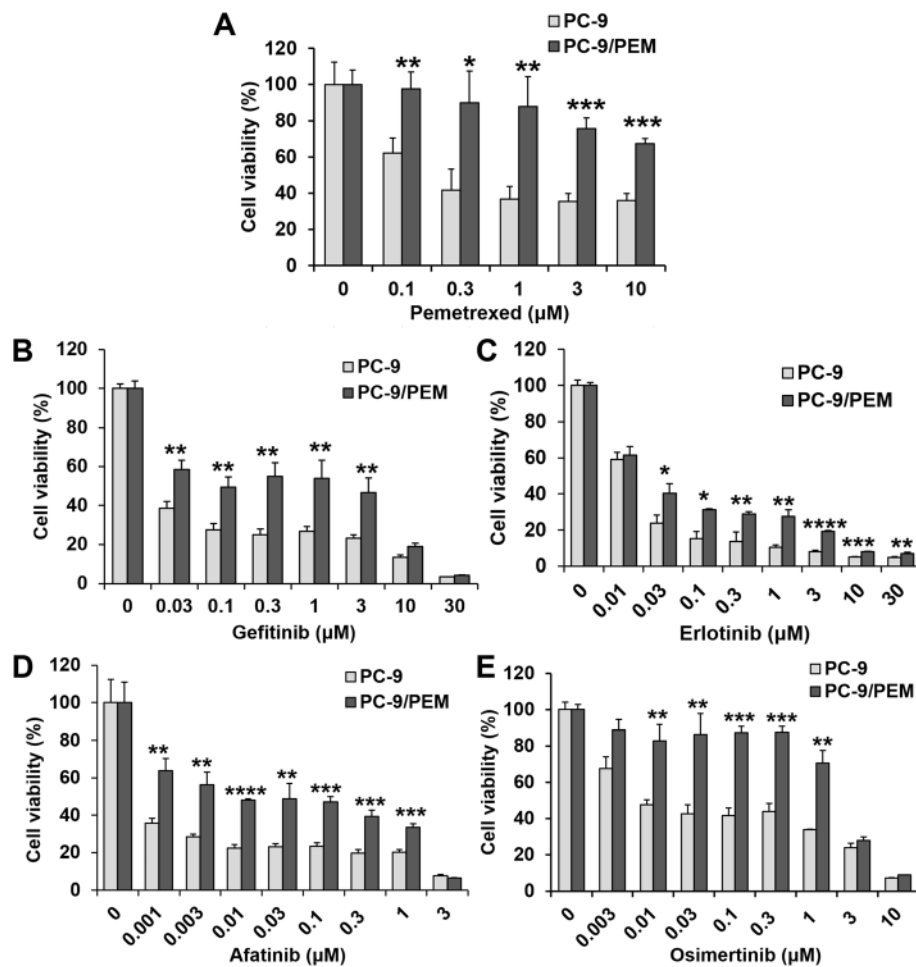 A
PC-9
PC-9/PEM
Cell viability (%)
120
100
80
60
40
20
0
** * ** *** ***
0 0.1 0.3 1 3 10
Pemetrexed (µM)
B
PC-9
PC-9/PEM
Cell viability (%)
120
100
80
60
40
20
0
** ** ** ** **
0 0.03 0.1 0.3 1 3 10 30
Gefitinib (µM)
C
PC-9
PC-9/PEM
Cell viability (%)
120
100
80
60
40
20
0
* * ** ** **** *** **
0 0.01 0.03 0.1 0.3 1 3 10 30
Erlotinib (µM)
D
PC-9
PC-9/PEM
Cell viability (%)
120
100
80
60
40
20
0
** ** **** ** *** *** ***
0 0.001 0.003 0.01 0.03 0.1 0.3 1 3
Afatinib (µM)
E
PC-9
PC-9/PEM
Cell viability (%)
120
100
80
60
40
20
0
** ** *** *** **
0 0.003 0.01 0.03 0.1 0.3 1 3 10
Osimertinib (µM)